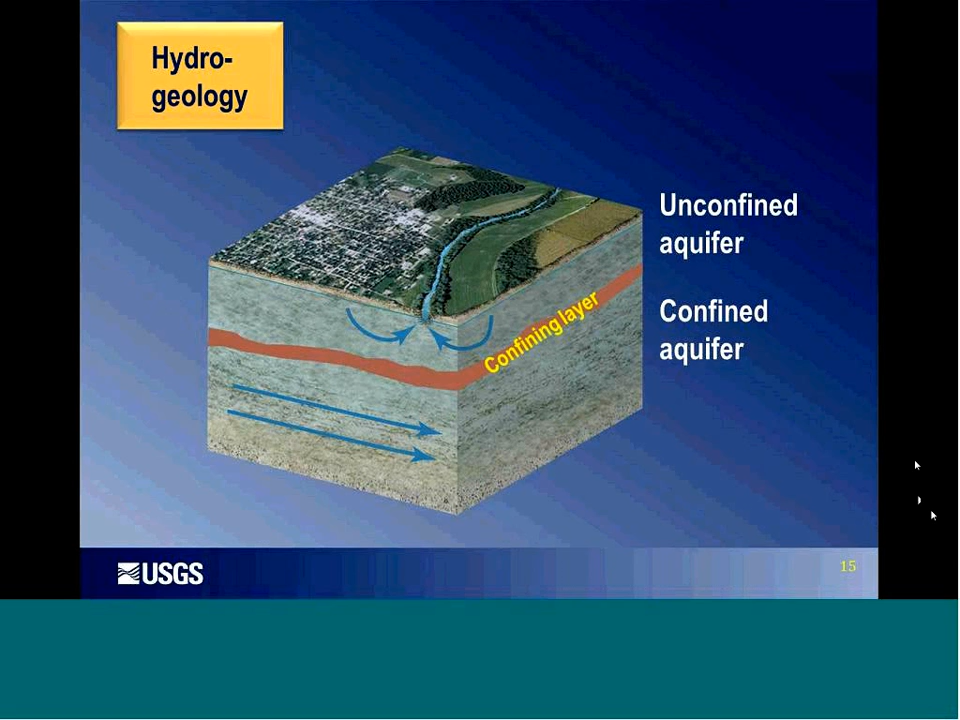 Hydro-
geology
Unconfined
aquifer
Confined
aquifer
Confining layer
USGS
15